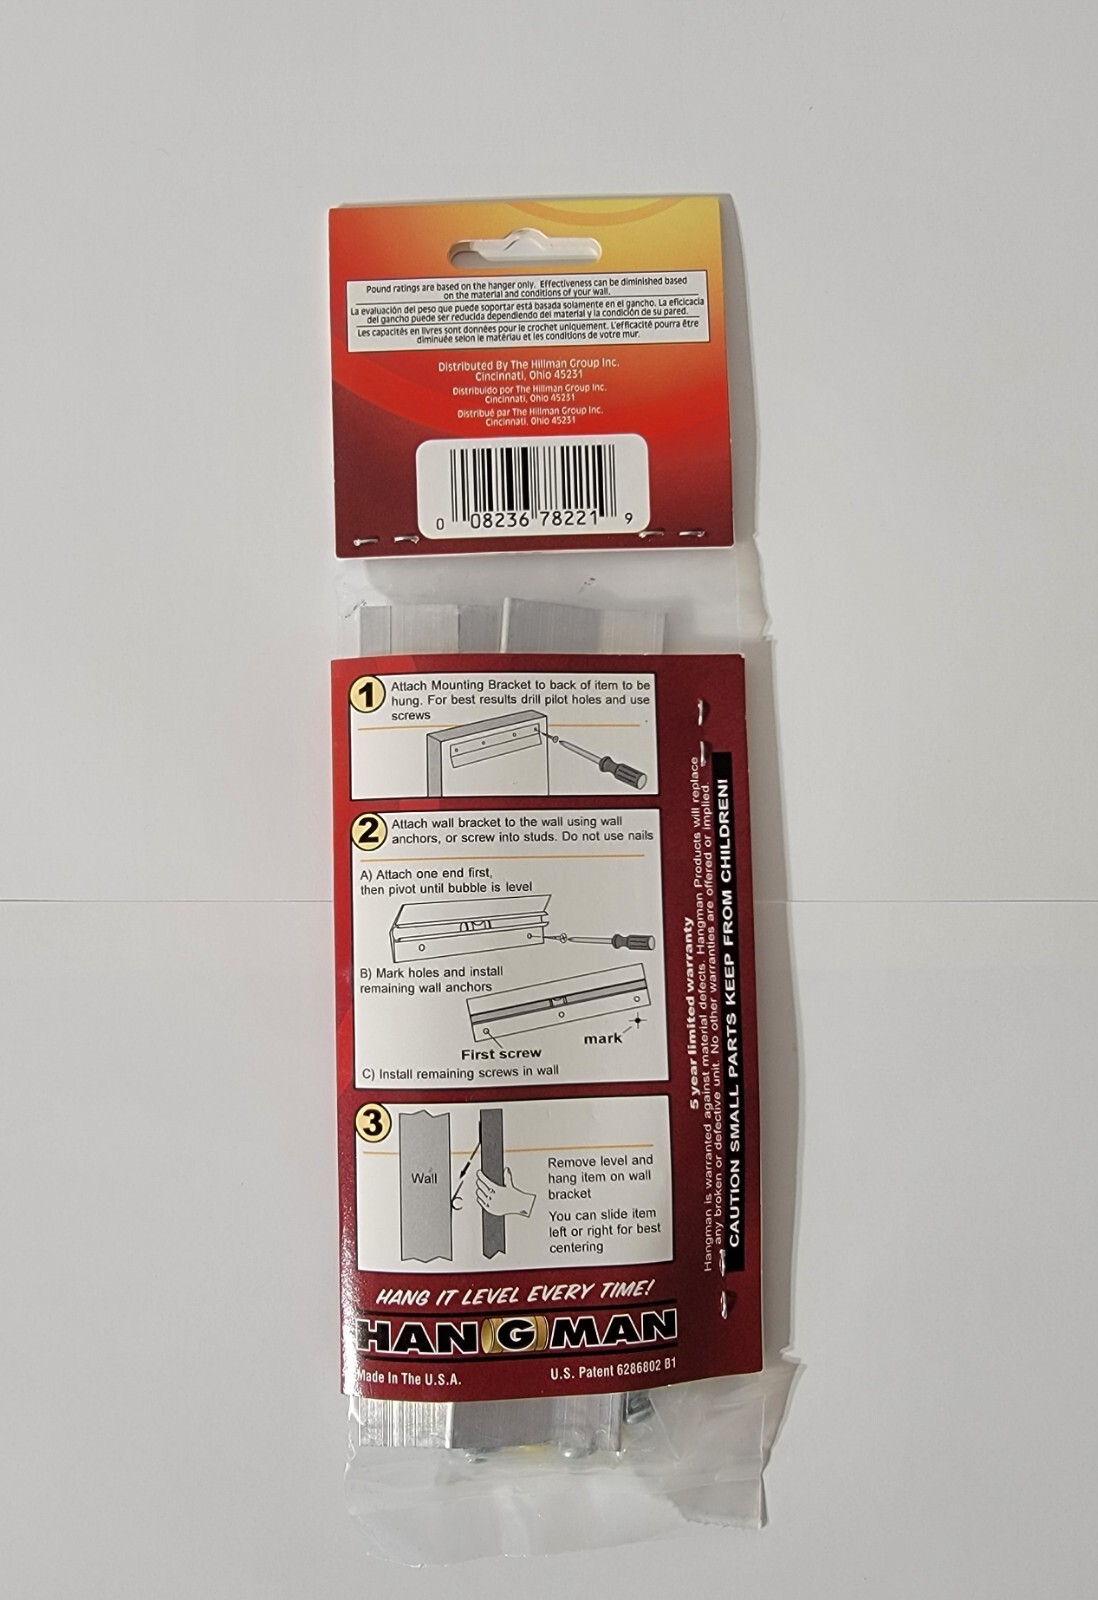 Pound ratings are based on the hanger only. Effectiveness can be diminished based
on the material and conditions of your wall.
La evaluación del peso que puede soportar está basada solamente en el gancho. La eficicacia
del gancho puede ser reducida dependiendo del material y la condición de su pared.
Les capacités en livres sont données pour le crochet uniquement. L'efficacité pourra être
diminuée selon le matériau et les conditions de votre mur.
Distributed By The Hillman Group Inc.
Cincinnati, Ohio 45231
Distribuido por The Hillman Group Inc.
Cincinnati, Ohio 45231
Distribué par The Hillman Group Inc.
Cincinnati, Ohio 45231
0 08236 78221 9
1 Attach Mounting Bracket to back of item to be
hung. For best results drill pilot holes and use
screws
2 Attach wall bracket to the wall using wall
anchors, or screw into studs. Do not use nails
A) Attach one end first,
then pivot until bubble is level
B) Mark holes and install
remaining wall anchors
mark
First screw
C) Install remaining screws in wall
3
Wall
Remove level and
hang item on wall
bracket
You can slide item
left or right for best
centering
HANG IT LEVEL EVERY TIME!
HANGMAN
Made In The U.S.A. U.S. Patent 6286802 B1
5 year limited warranty
Hangman is warranted against material defects. Hangman Products will replace
any broken or defective unit. No other warranties are offered or implied.
CAUTION SMALL PARTS KEEP FROM CHILDREN!